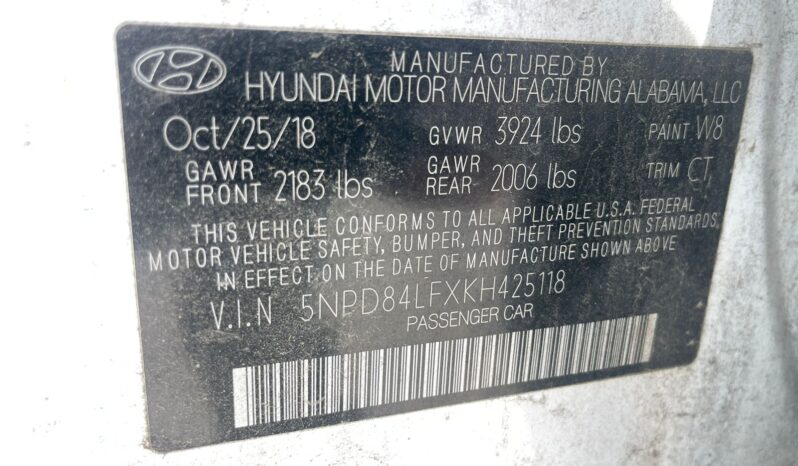 MANUFACTURED BY
HYUNDAI MOTOR MANUFACTURING ALABAMA, LLC
Oct/25/18 GVWR 3924 lbs PAINT W8
GAWR FRONT 2183 lbs GAWR REAR 2006 lbs TRIM CT
THIS VEHICLE CONFORMS TO ALL APPLICABLE U.S.A. FEDERAL
MOTOR VEHICLE SAFETY, BUMPER, AND THEFT PREVENTION STANDARDS
IN EFFECT ON THE DATE OF MANUFACTURE SHOWN ABOVE
V.I.N 5NPD84LFXKH425118
PASSENGER CAR